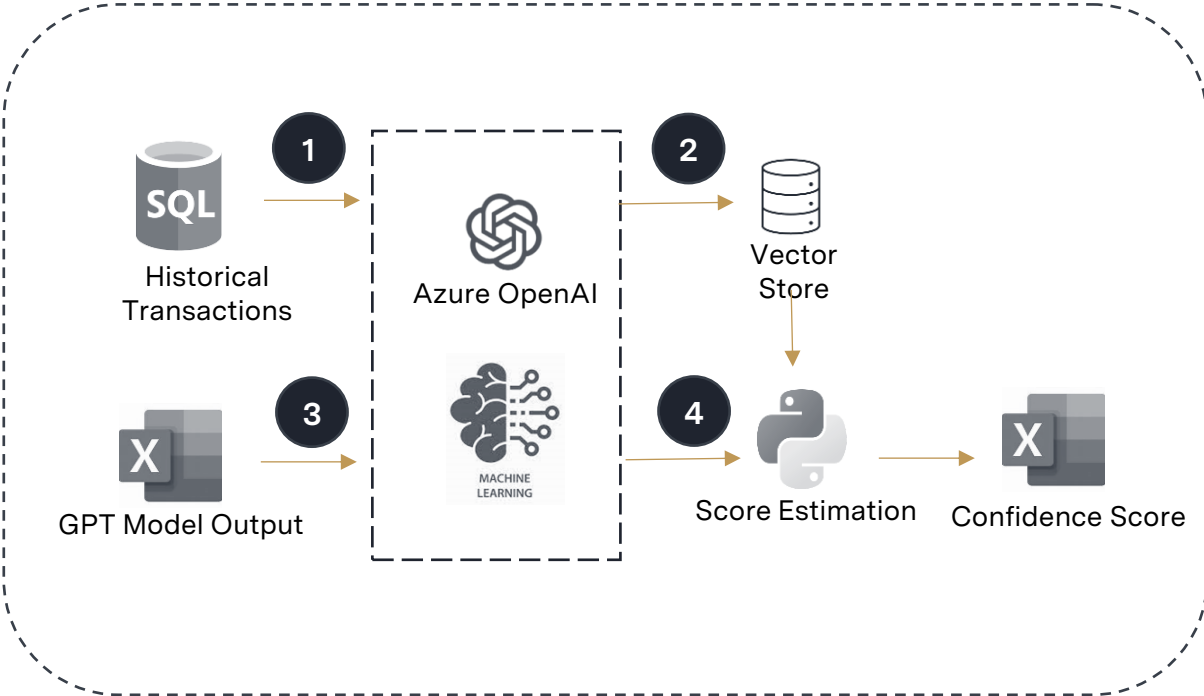 1
2
SQL
Historical
Transactions
Azure OpenAI
Vector
Store
3
4
X
GPT Model Output
MACHINE
LEARNING
Score Estimation
X
Confidence Score